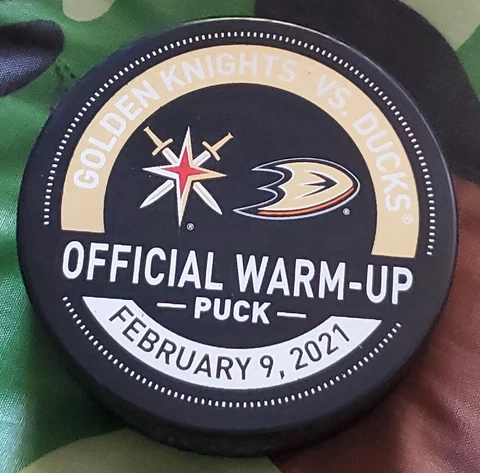 GOLDEN KNIGHTS VS. DUCKS®
®
®
OFFICIAL WARM-UP
— PUCK —
FEBRUARY 9, 2021